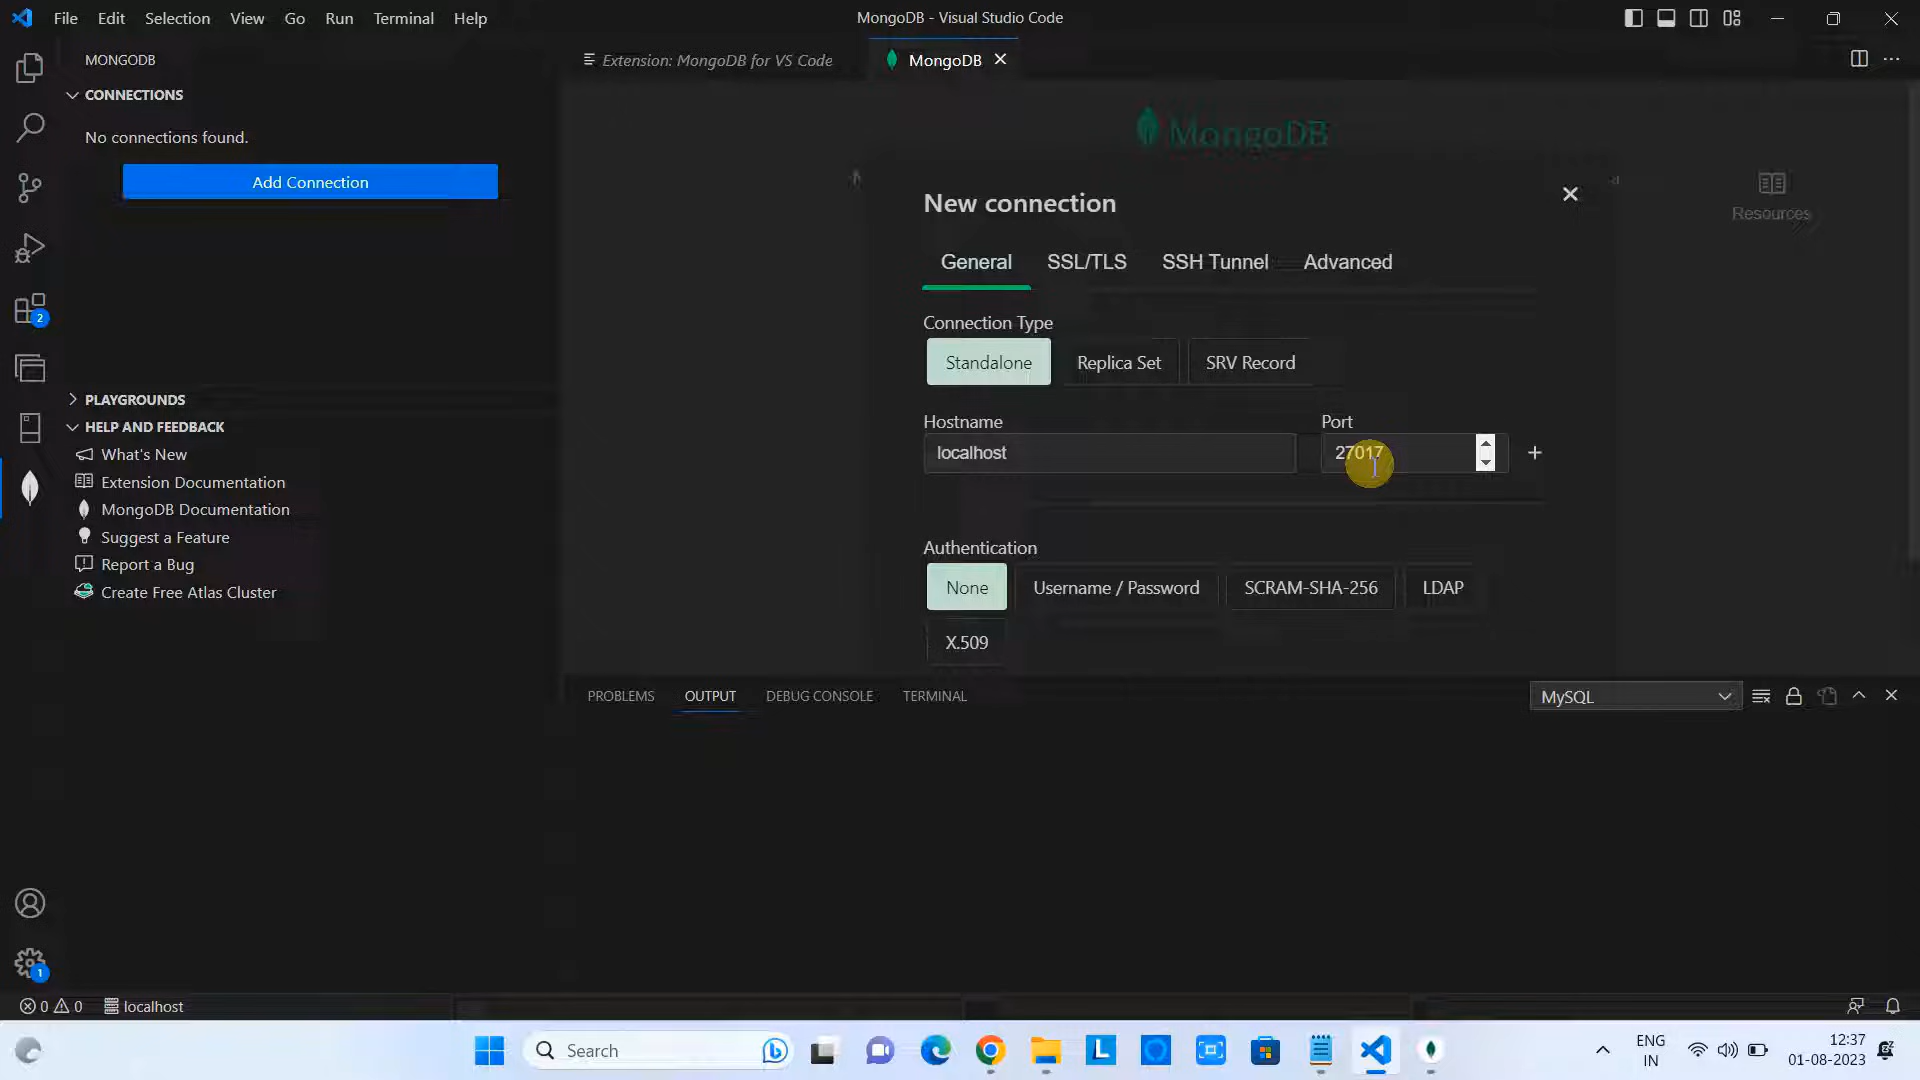 File Edit Selection View Go Run Terminal Help
MongoDB - Visual Studio Code
MONGODB
CONNECTIONS
No connections found.
Add Connection
PLAYGROUNDS
HELP AND FEEDBACK
What's New
Extension Documentation
MongoDB Documentation
Suggest a Feature
Report a Bug
Create Free Atlas Cluster
Extension: MongoDB for VS Code
MongoDB
MongoDB
Resources
New connection
General SSL/TLS SSH Tunnel Advanced
Connection Type
Standalone Replica Set SRV Record
Hostname Port
localhost 27017
Authentication
None Username / Password SCRAM-SHA-256 LDAP
X.509
PROBLEMS OUTPUT DEBUG CONSOLE TERMINAL
MySQL
2
1
0 0 localhost
Search
ENG
IN
12:37
01-08-2023